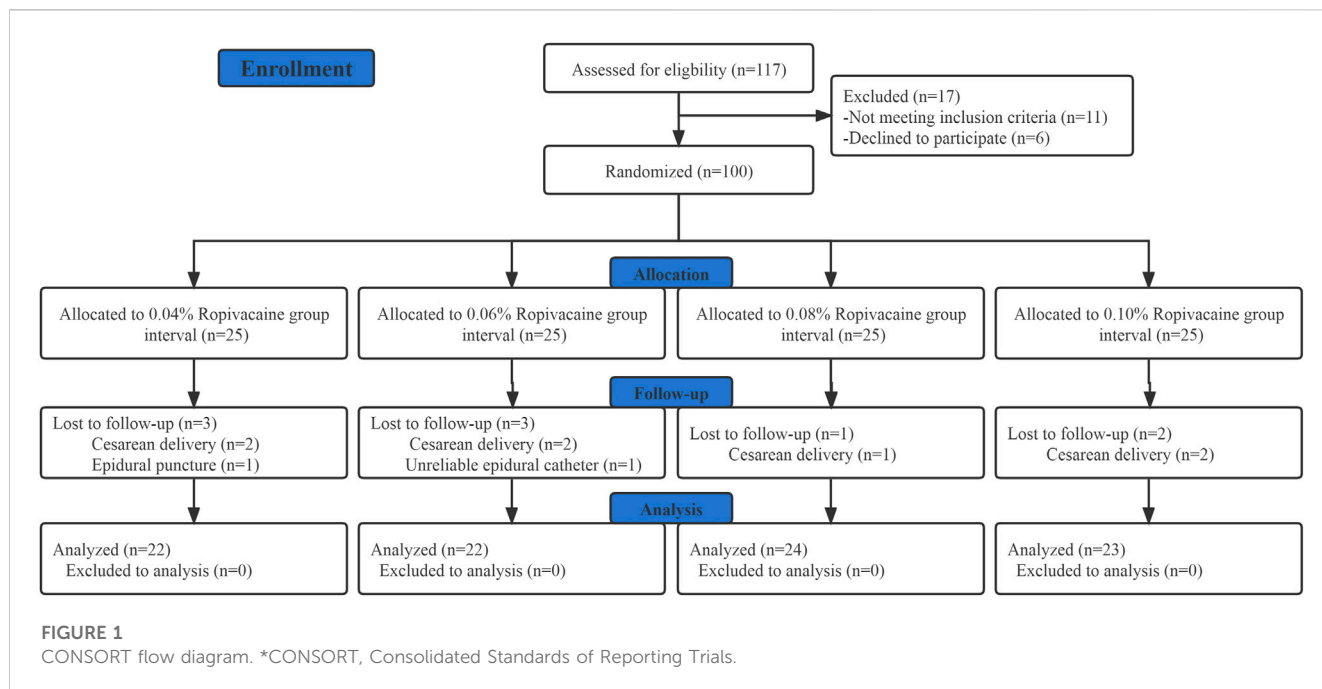 Enrollment
Assessed for eligbility (n=117)
Excluded (n=17)
-Not meeting inclusion criteria (n=11)
-Declined to participate (n=6)
Randomized (n=100)
Allocation
Allocated to 0.04% Ropivacaine group
interval (n=25)
Allocated to 0.06% Ropivacaine group
interval (n=25)
Allocated to 0.08% Ropivacaine group
interval (n=25)
Allocated to 0.10% Ropivacaine group
interval (n=25)
Follow-up
Lost to follow-up (n=3)
Cesarean delivery (n=2)
Epidural puncture (n=1)
Lost to follow-up (n=3)
Cesarean delivery (n=2)
Unreliable epidural catheter (n=1)
Lost to follow-up (n=1)
Cesarean delivery (n=1)
Lost to follow-up (n=2)
Cesarean delivery (n=2)
Analysis
Analyzed (n=22)
Excluded to analysis (n=0)
Analyzed (n=22)
Excluded to analysis (n=0)
Analyzed (n=24)
Excluded to analysis (n=0)
Analyzed (n=23)
Excluded to analysis (n=0)
FIGURE 1
CONSORT flow diagram. *CONSORT, Consolidated Standards of Reporting Trials.